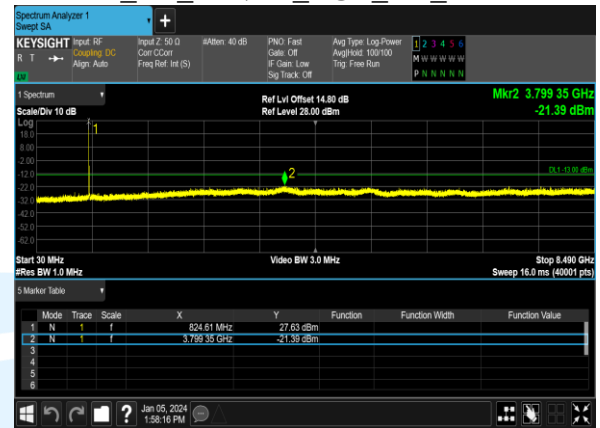 Spectrum Analyzer 1
Swept SA
KEYSIGHT Input: RF Input Z: 50 Ω #Atten: 40 dB PNO: Fast Avg Type: Log-Power 1 2 3 4 5 6
R T Coupling: DC Corr CCorr Gate: Off Avg|Hold: 100/100 M W W W W W
Align: Auto Freq Ref: Int (S) IF Gain: Low Trig: Free Run
Sig Track: Off P N N N N N
1 Spectrum Mkr2 3.799 35 GHz
Ref Lvl Offset 14.80 dB
Scale/Div 10 dB Ref Level 28.00 dBm -21.39 dBm
Log
1
18.0
8.00
-2.00
-12.0 2 DL1 -13.00 dBm
-22.0
-32.0
-42.0
-52.0
-62.0
Start 30 MHz Video BW 3.0 MHz Stop 8.490 GHz
#Res BW 1.0 MHz Sweep 16.0 ms (40001 pts)
5 Marker Table
Mode Trace Scale X Y Function Function Width Function Value
1 N 1 f 824.61 MHz 27.63 dBm
2 N 1 f 3.799 35 GHz -21.39 dBm
3
4
5
6
? Jan 05, 2024
1:58:16 PM